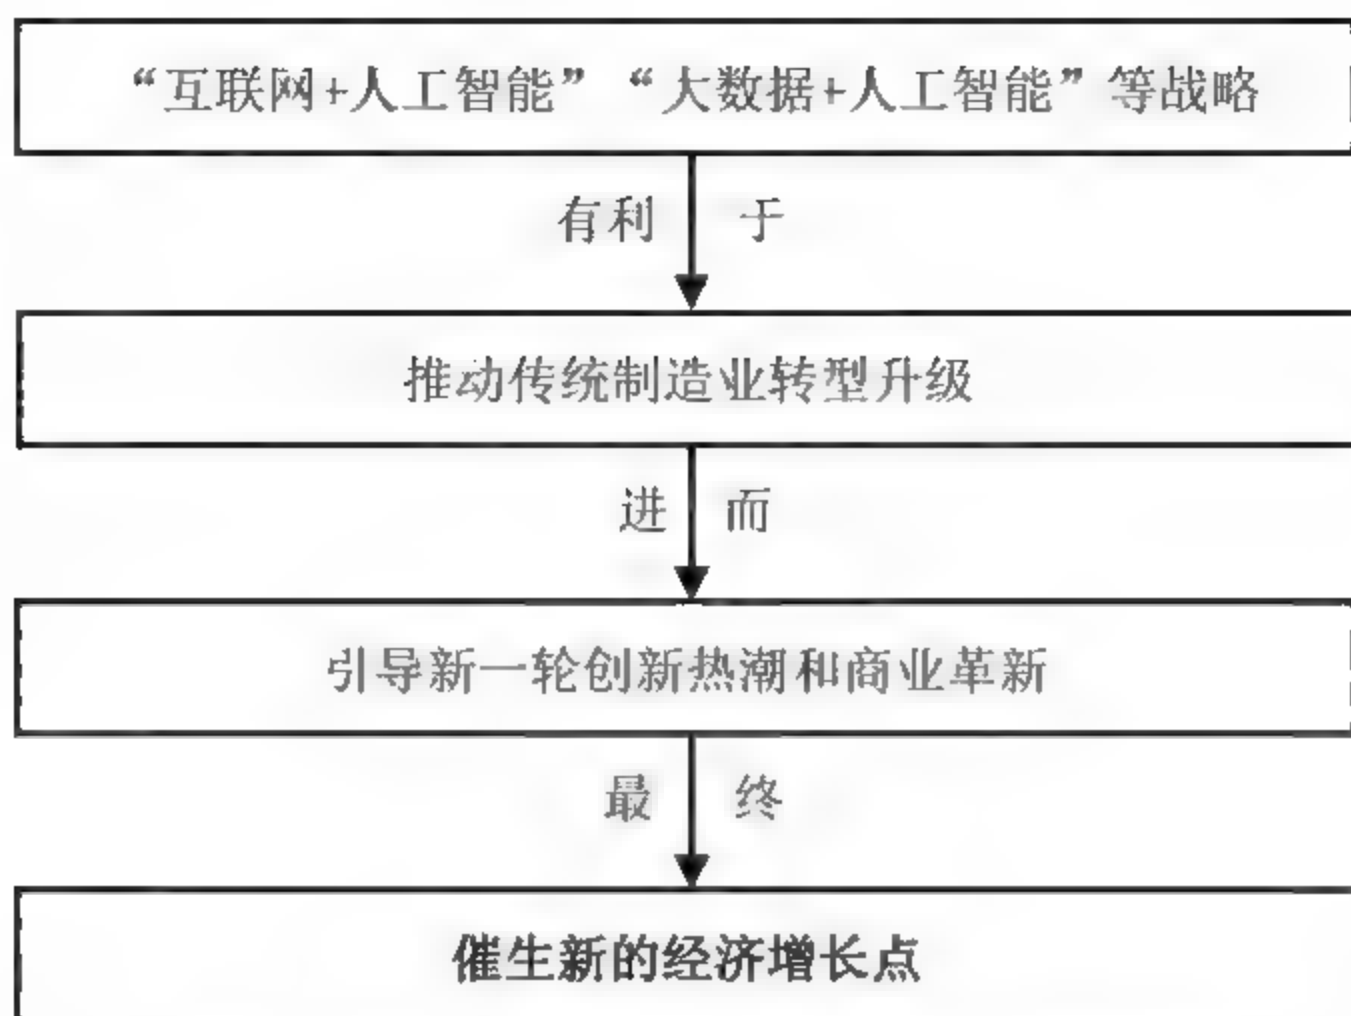 “互联网+人工智能”“大数据+人工智能”等战略
有利于
推动传统制造业转型升级
进而
引导新一轮创新热潮和商业革新
最终
催生新的经济增长点